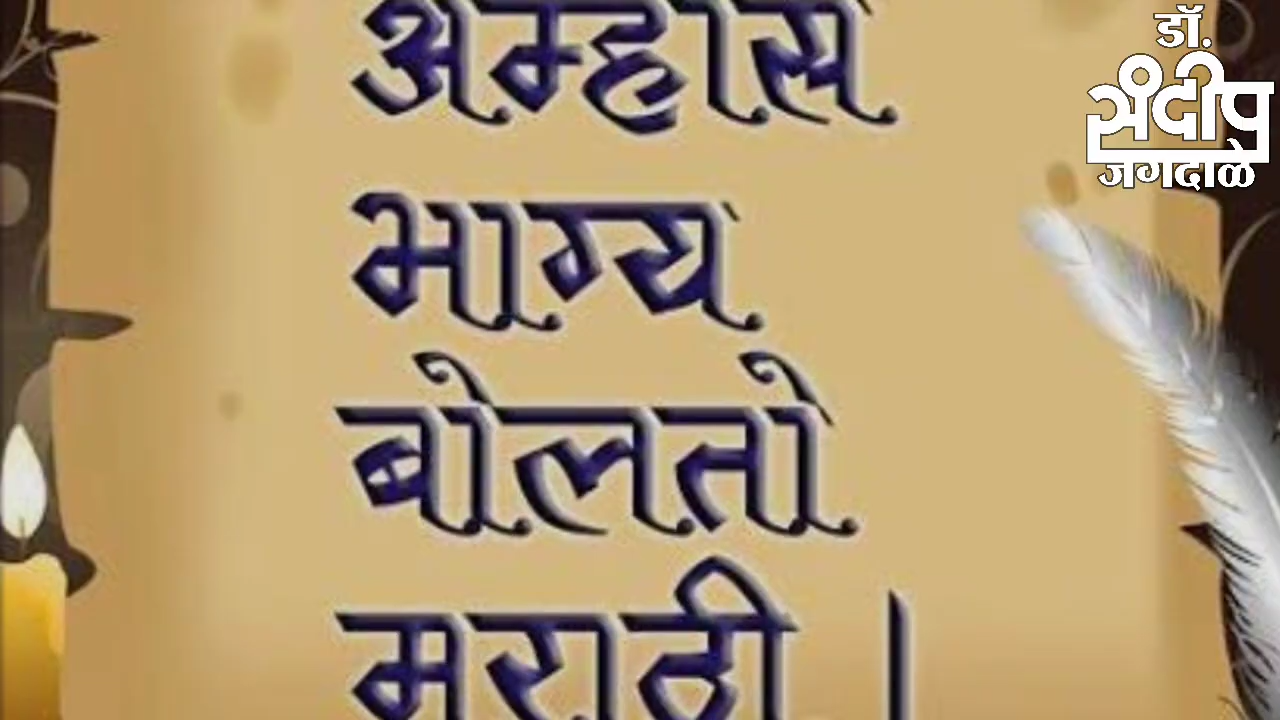 अम्हांस
भाग्य
बोलतो
मराठी ।
डॉ.
संदीप
जगदाळे